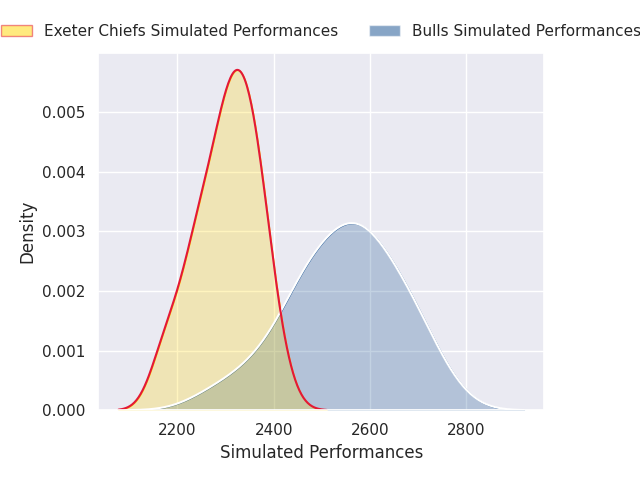 Exeter Chiefs Simulated Performances Bulls Simulated Performances
0.005
0.004
0.003
0.002
0.001
0.000
Density
2200 2400 2600 2800
Simulated Performances